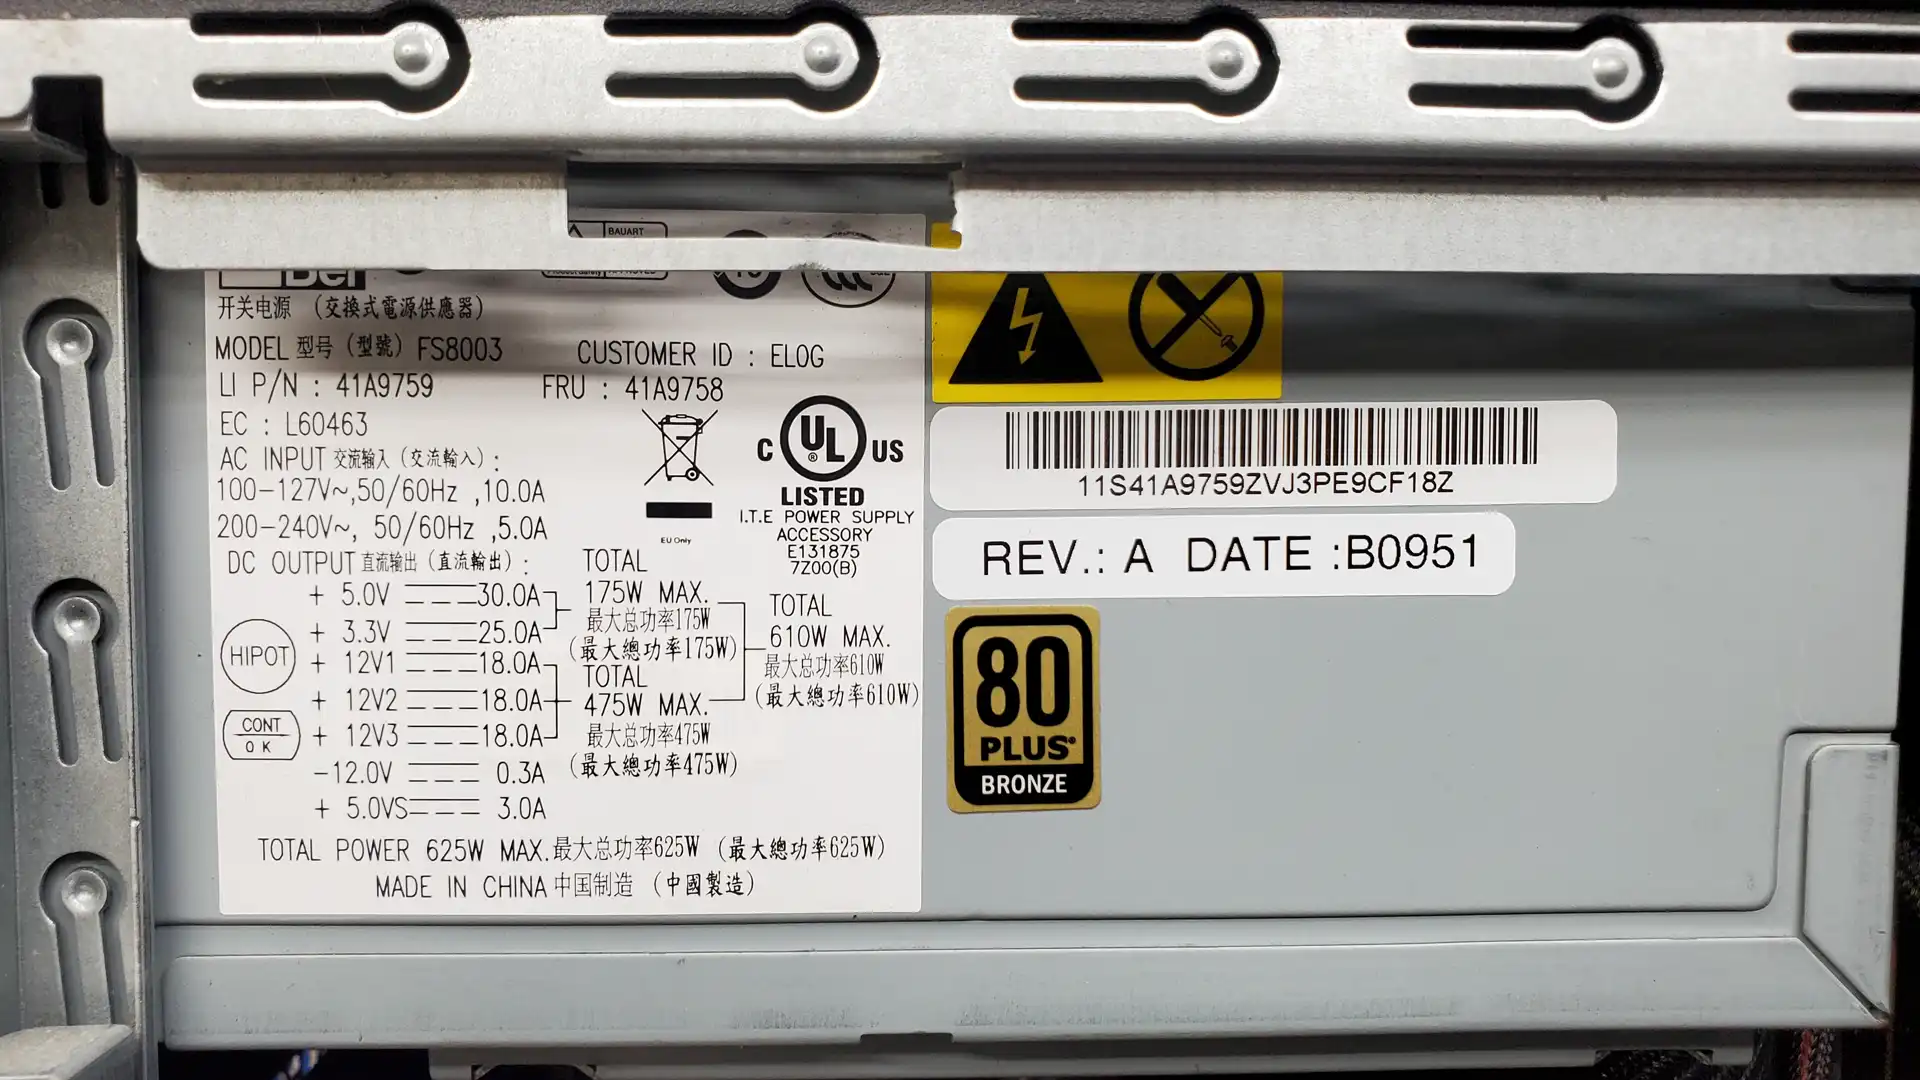 BAUART
Bel
开关电源 (交換式電源供應器)
MODEL 型号 (型號) FS8003 CUSTOMER ID : ELOG
LI P/N : 41A9759 FRU : 41A9758
EC : L60463
AC INPUT 交流输入 (交流輸入) :
100-127V~,50/60Hz ,10.0A
200-240V~, 50/60Hz ,5.0A
C UL ® US
LISTED
I.T.E POWER SUPPLY
ACCESSORY
E131875
7Z00(B)
EU Only
DC OUTPUT 直流输出 (直流輸出) :
+ 5.0V 30.0A
+ 3.3V 25.0A
+ 12V1 18.0A
+ 12V2 18.0A
+ 12V3 18.0A
-12.0V 0.3A
+ 5.0VS 3.0A
HIPOT
CONT
OK
TOTAL
175W MAX.
最大总功率175W
(最大總功率175W)
TOTAL
475W MAX.
最大总功率475W
(最大總功率475W)
TOTAL
610W MAX.
最大总功率610W
(最大總功率610W)
TOTAL POWER 625W MAX.最大总功率625W (最大總功率625W)
MADE IN CHINA 中国制造 (中國製造)
11S41A9759ZVJ3PE9CF18Z
REV.: A DATE :B0951
80
PLUS
BRONZE